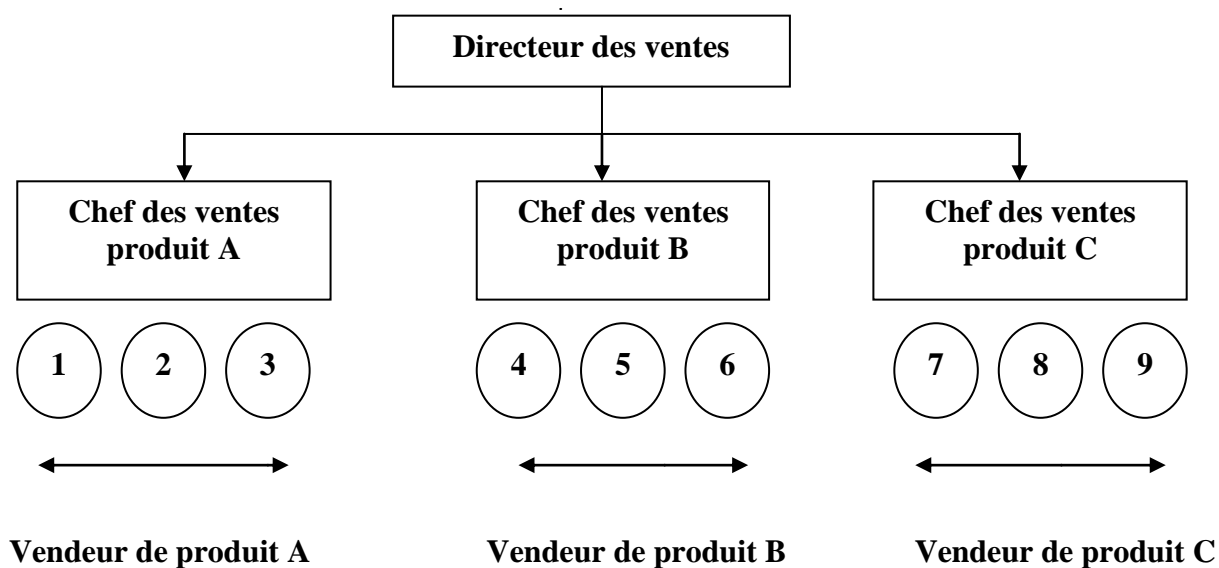 Directeur des ventes
Chef des ventes
produit A
Chef des ventes
produit B
Chef des ventes
produit C
1 2 3 4 5 6 7 8 9
Vendeur de produit A Vendeur de produit B Vendeur de produit C